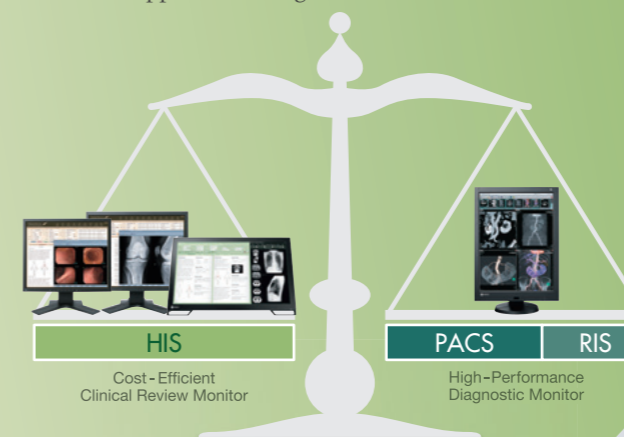 HIS
PACS
RIS
Cost-Efficient
Clinical Review Monitor
High-Performance
Diagnostic Monitor